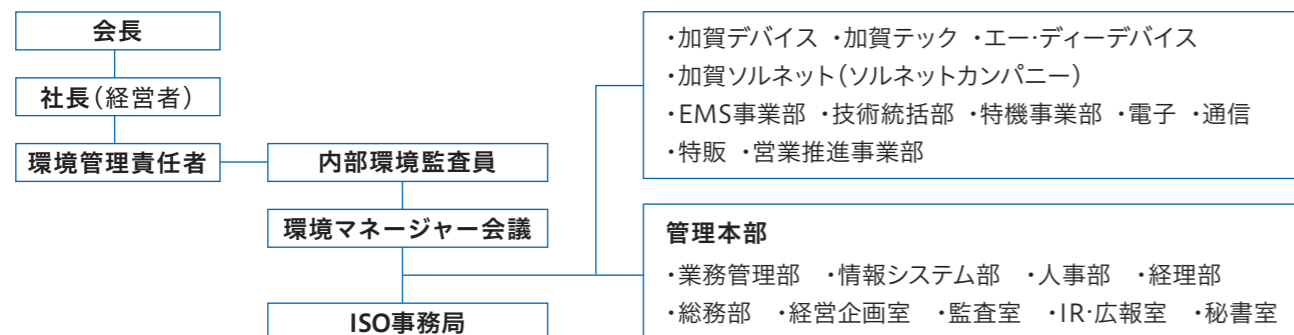 会長
社長(経営者)
環境管理責任者
内部環境監査員
環境マネージャー会議
ISO事務局
・加賀デバイス ・加賀テック ・エー・ディーデバイス
・加賀ソルネット(ソルネットカンパニー)
・EMS事業部 ・技術統括部 ・特機事業部 ・電子 ・通信
・特販 ・営業推進事業部
管理本部
・業務管理部 ・情報システム部 ・人事部 ・経理部
・総務部 ・経営企画室 ・監査室 ・IR・広報室 ・秘書室